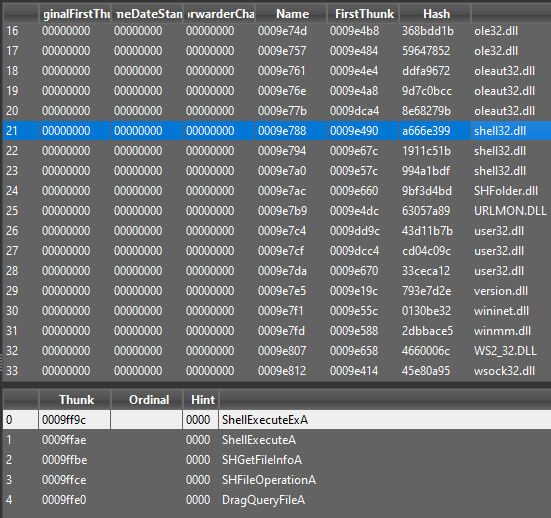 ginalFirstThu meDateStam orwarderCha Name FirstThunk Hash
16 00000000 00000000 00000000 0009e74d 0009e4b8 368bdd1b ole32.dll
17 00000000 00000000 00000000 0009e757 0009e484 59647852 ole32.dll
18 00000000 00000000 00000000 0009e761 0009e4e4 ddfa9672 oleaut32.dll
19 00000000 00000000 00000000 0009e76e 0009e4a8 9d7c0bcc oleaut32.dll
20 00000000 00000000 00000000 0009e77b 0009dca4 8e68279b oleaut32.dll
21 00000000 00000000 00000000 0009e788 0009e490 a666e399 shell32.dll
22 00000000 00000000 00000000 0009e794 0009e67c 1911c51b shell32.dll
23 00000000 00000000 00000000 0009e7a0 0009e57c 994a1bdf shell32.dll
24 00000000 00000000 00000000 0009e7ac 0009e660 9bf3d4bd SHFolder.dll
25 00000000 00000000 00000000 0009e7b9 0009e4dc 63057a89 URLMON.DLL
26 00000000 00000000 00000000 0009e7c4 0009dd9c 43d11b7b user32.dll
27 00000000 00000000 00000000 0009e7cf 0009dcc4 cd04c09c user32.dll
28 00000000 00000000 00000000 0009e7da 0009e670 33ceca12 user32.dll
29 00000000 00000000 00000000 0009e7e5 0009e19c 793e7d2e version.dll
30 00000000 00000000 00000000 0009e7f1 0009e55c 0130be32 wininet.dll
31 00000000 00000000 00000000 0009e7fd 0009e588 2dbbace5 winmm.dll
32 00000000 00000000 00000000 0009e807 0009e658 4660006c WS2_32.DLL
33 00000000 00000000 00000000 0009e812 0009e414 45e80a95 wsock32.dll
Thunk Ordinal Hint
0 0009ff9c 0000 ShellExecuteExA
1 0009ffae 0000 ShellExecuteA
2 0009ffbe 0000 SHGetFileInfoA
3 0009ffce 0000 SHFileOperationA
4 0009ffe0 0000 DragQueryFileA